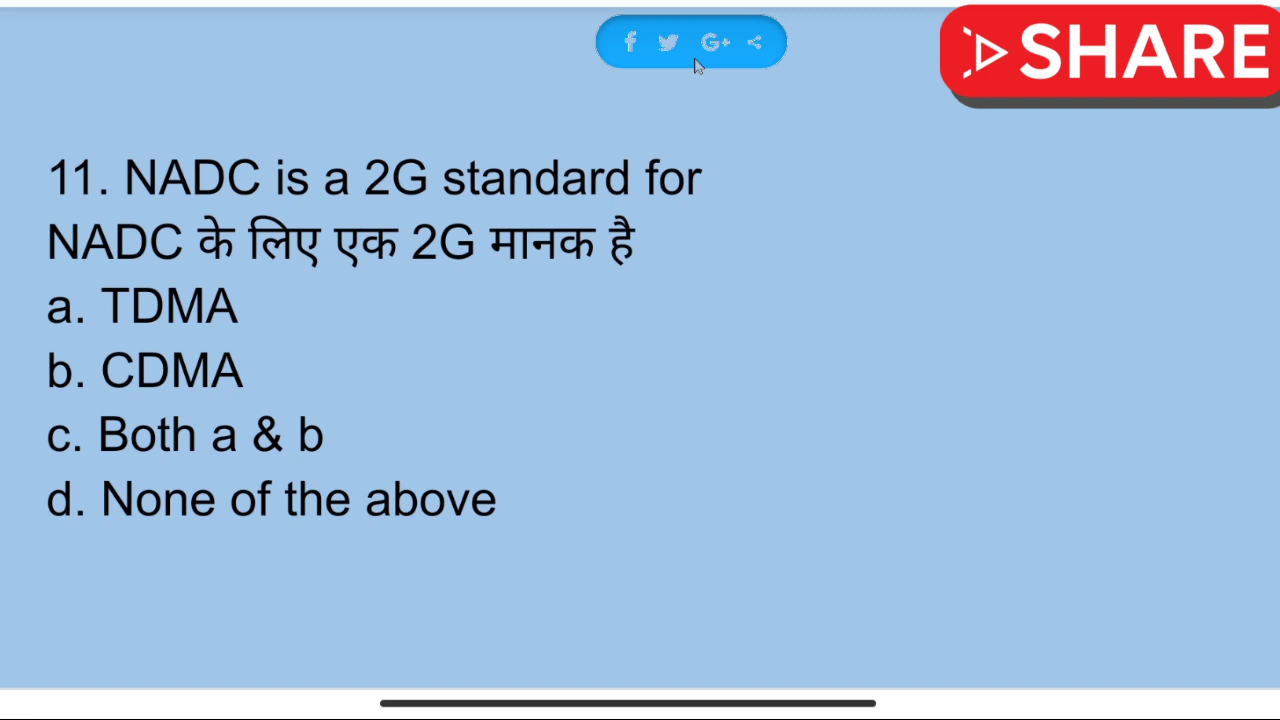 SHARE
11. NADC is a 2G standard for
NADC के लिए एक 2G मानक है
a. TDMA
b. CDMA
c. Both a & b
d. None of the above